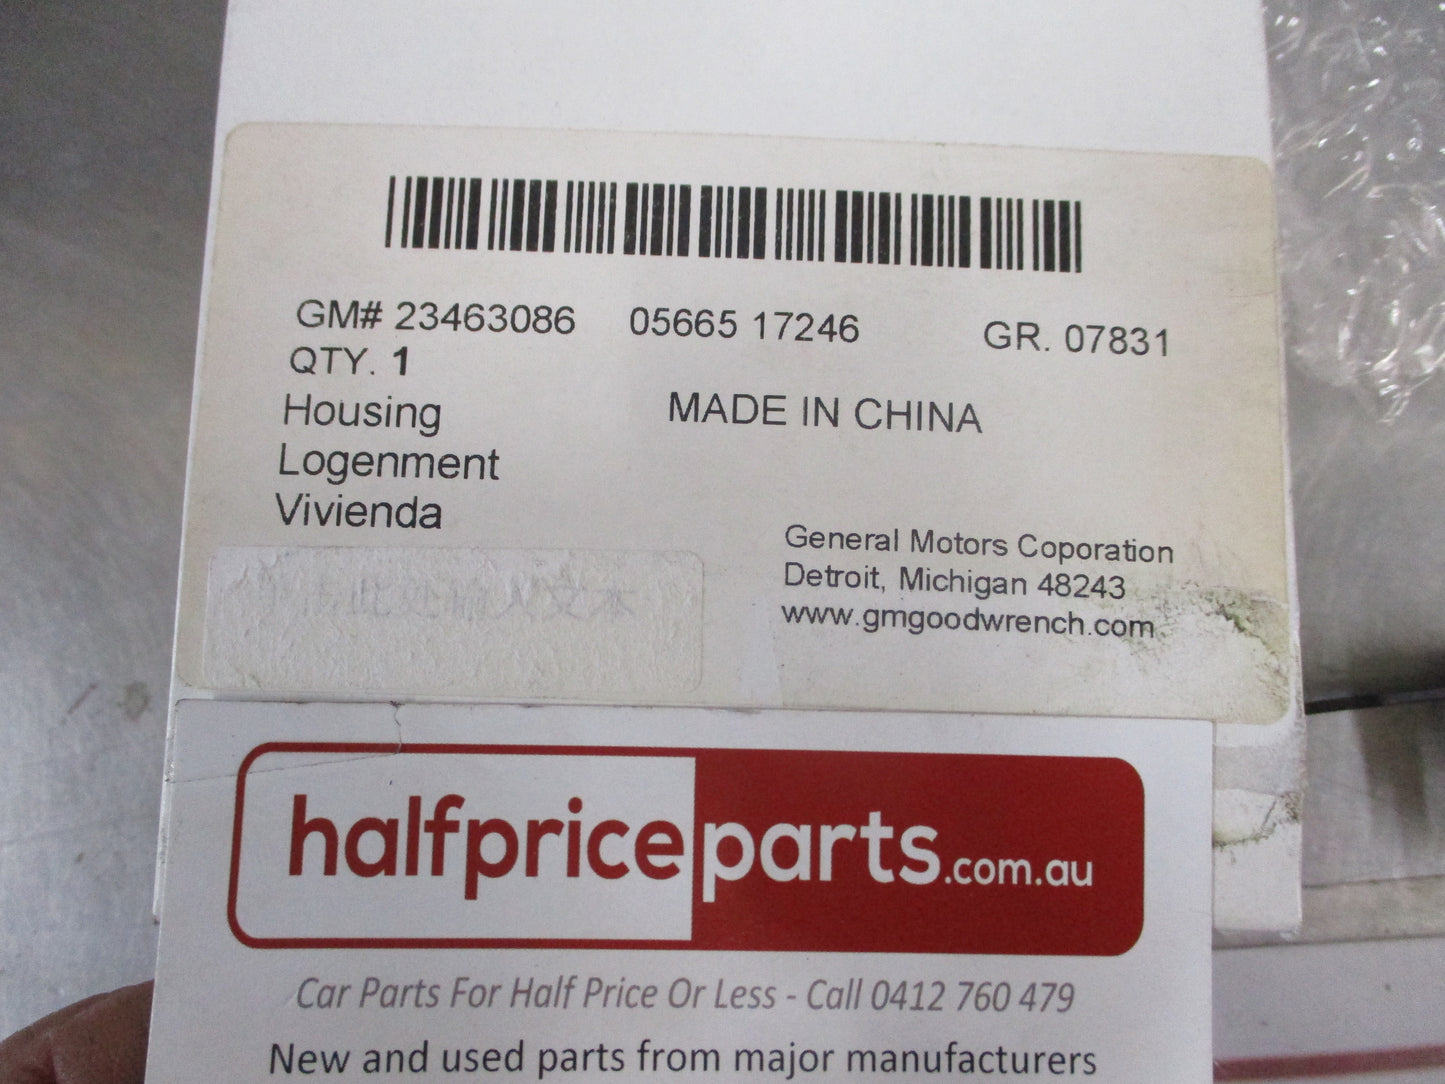 GM# 23463086 05665 17246 GR. 07831
QTY. 1
Housing
MADE IN CHINA
Logenment
Vivienda
General Motors Coporation
Detroit, Michigan 48243
www.gmgoodwrench.com
halfpriceparts.com.au
Car Parts For Half Price Or Less - Call 0412 760 479
New and used parts from major manufacturers